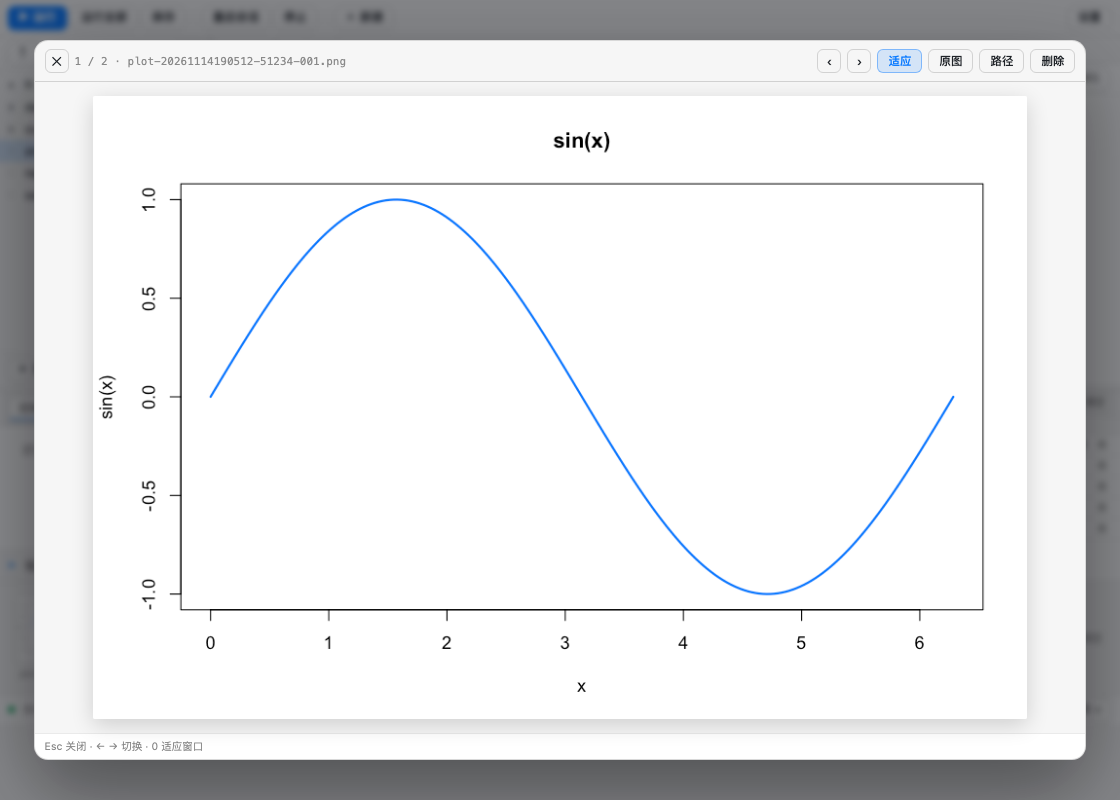 1 / 2 · plot-20261114190512-51234-001.png
‹ › 适应 原图 路径 删除
sin(x)
1.0
0.5
0.0
-0.5
-1.0
sin(x)
0 1 2 3 4 5 6
x
Esc 关闭 · ← → 切换 · 0 适应窗口